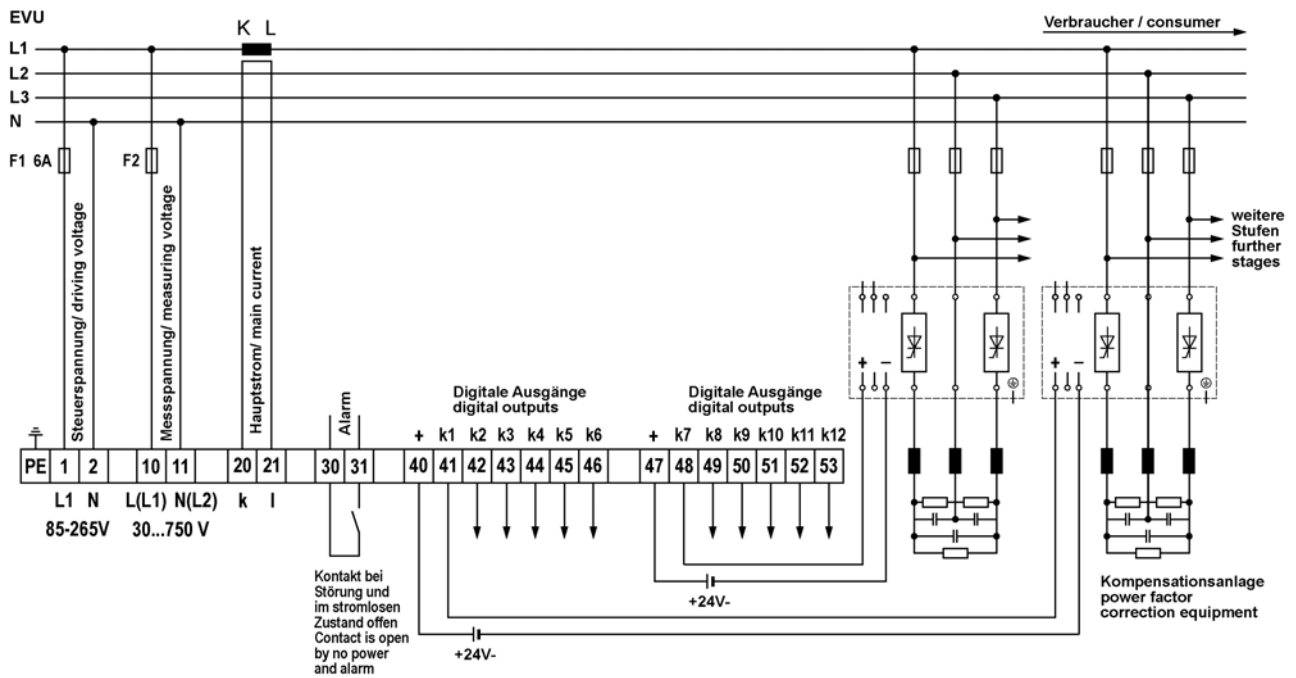 EVU
K L
Verbraucher / consumer
L1
L2
L3
N
F1 6A
F2
Steuerspannung/ driving voltage
Messspannung/ measuring voltage
Hauptstrom/ main current
Alarm
weitere
Stufen
further
stages
+ −
+ −
Digitale Ausgänge
digital outputs
Digitale Ausgänge
digital outputs
+ k1 k2 k3 k4 k5 k6
+ k7 k8 k9 k10 k11 k12
PE 1 2 10 11 20 21 30 31 40 41 42 43 44 45 46 47 48 49 50 51 52 53
L1 N L(L1) N(L2) k l
85-265V 30...750 V
Kontakt bei
Störung und
im stromlosen
Zustand offen
Contact is open
by no power
and alarm
+24V-
+24V-
Kompensationsanlage
power factor
correction equipment